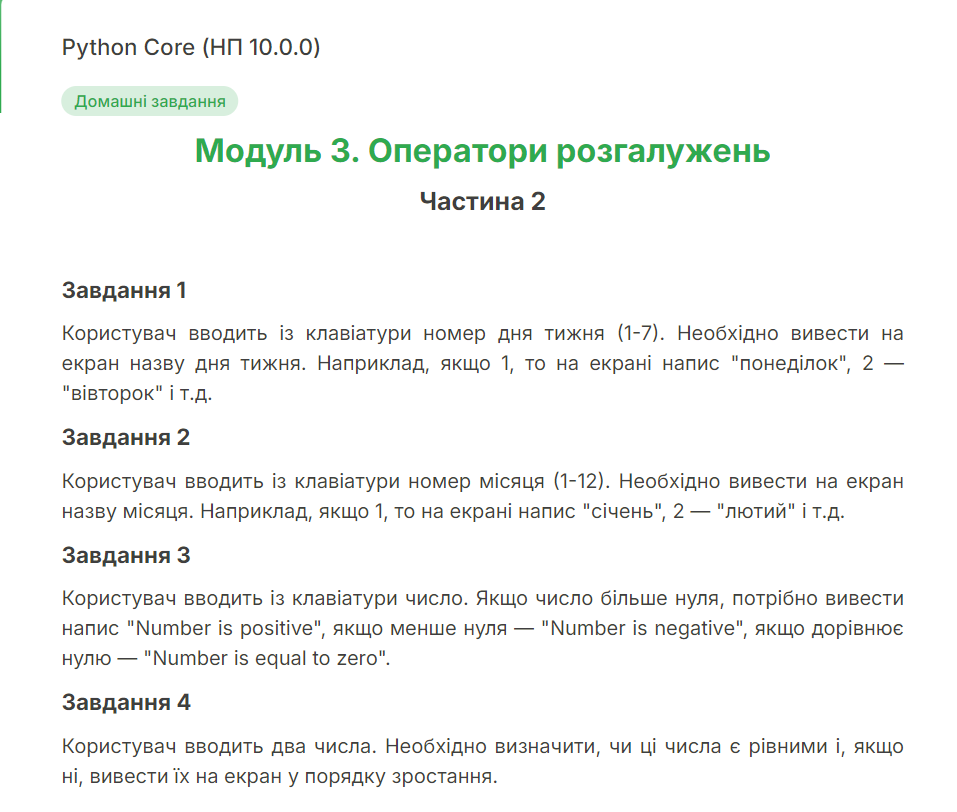 Python Core (НП 10.0.0)
Домашні завдання
Модуль 3. Оператори розгалужень
Частина 2
Завдання 1
Користувач вводить із клавіатури номер дня тижня (1-7). Необхідно вивести на
екран назву дня тижня. Наприклад, якщо 1, то на екрані напис "понеділок", 2 —
"вівторок" і т.д.
Завдання 2
Користувач вводить із клавіатури номер місяця (1-12). Необхідно вивести на екран
назву місяця. Наприклад, якщо 1, то на екрані напис "січень", 2 — "лютий" і т.д.
Завдання 3
Користувач вводить із клавіатури число. Якщо число більше нуля, потрібно вивести
напис "Number is positive", якщо менше нуля — "Number is negative", якщо дорівнює
нулю — "Number is equal to zero".
Завдання 4
Користувач вводить два числа. Необхідно визначити, чи ці числа є рівними і, якщо
ні, вивести їх на екран у порядку зростання.